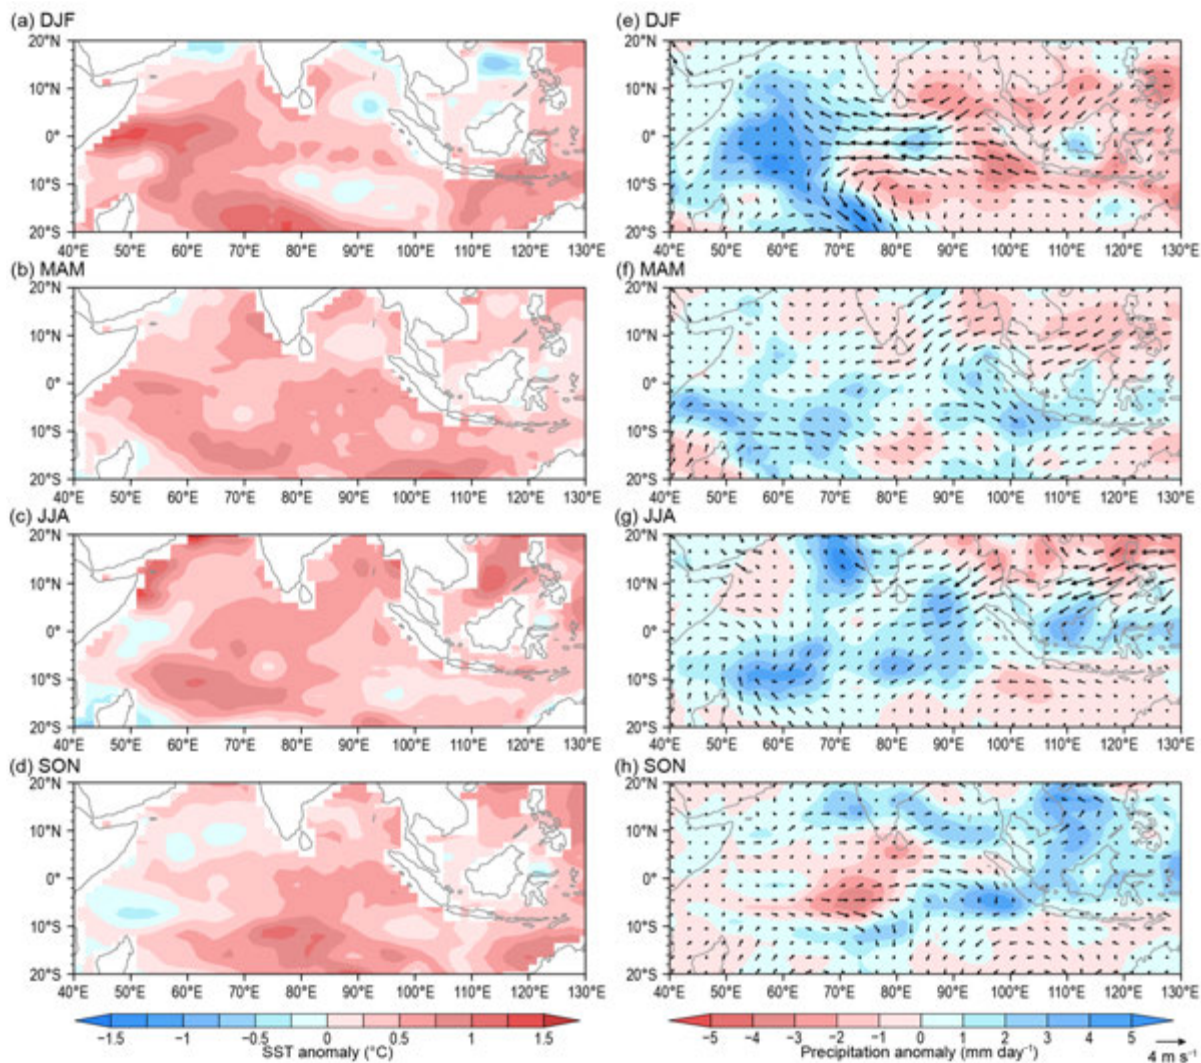 (a) DJF
20°N
10°N
0°
10°S
20°S
40°E 50°E 60°E 70°E 80°E 90°E 100°E 110°E 120°E 130°E
(b) MAM
20°N
10°N
0°
10°S
20°S
40°E 50°E 60°E 70°E 80°E 90°E 100°E 110°E 120°E 130°E
(c) JJA
20°N
10°N
0°
10°S
20°S
40°E 50°E 60°E 70°E 80°E 90°E 100°E 110°E 120°E 130°E
(d) SON
20°N
10°N
0°
10°S
20°S
40°E 50°E 60°E 70°E 80°E 90°E 100°E 110°E 120°E 130°E
−1.5 −1 −0.5 0 0.5 1 1.5
SST anomaly (°C)
(e) DJF
20°N
10°N
0°
10°S
20°S
40°E 50°E 60°E 70°E 80°E 90°E 100°E 110°E 120°E 130°E
(f) MAM
20°N
10°N
0°
10°S
20°S
40°E 50°E 60°E 70°E 80°E 90°E 100°E 110°E 120°E 130°E
(g) JJA
20°N
10°N
0°
10°S
20°S
40°E 50°E 60°E 70°E 80°E 90°E 100°E 110°E 120°E 130°E
(h) SON
20°N
10°N
0°
10°S
20°S
40°E 50°E 60°E 70°E 80°E 90°E 100°E 110°E 120°E 130°E
−5 −4 −3 −2 −1 0 1 2 3 4 5
Precipitation anomaly (mm day⁻¹)
4 m s⁻¹